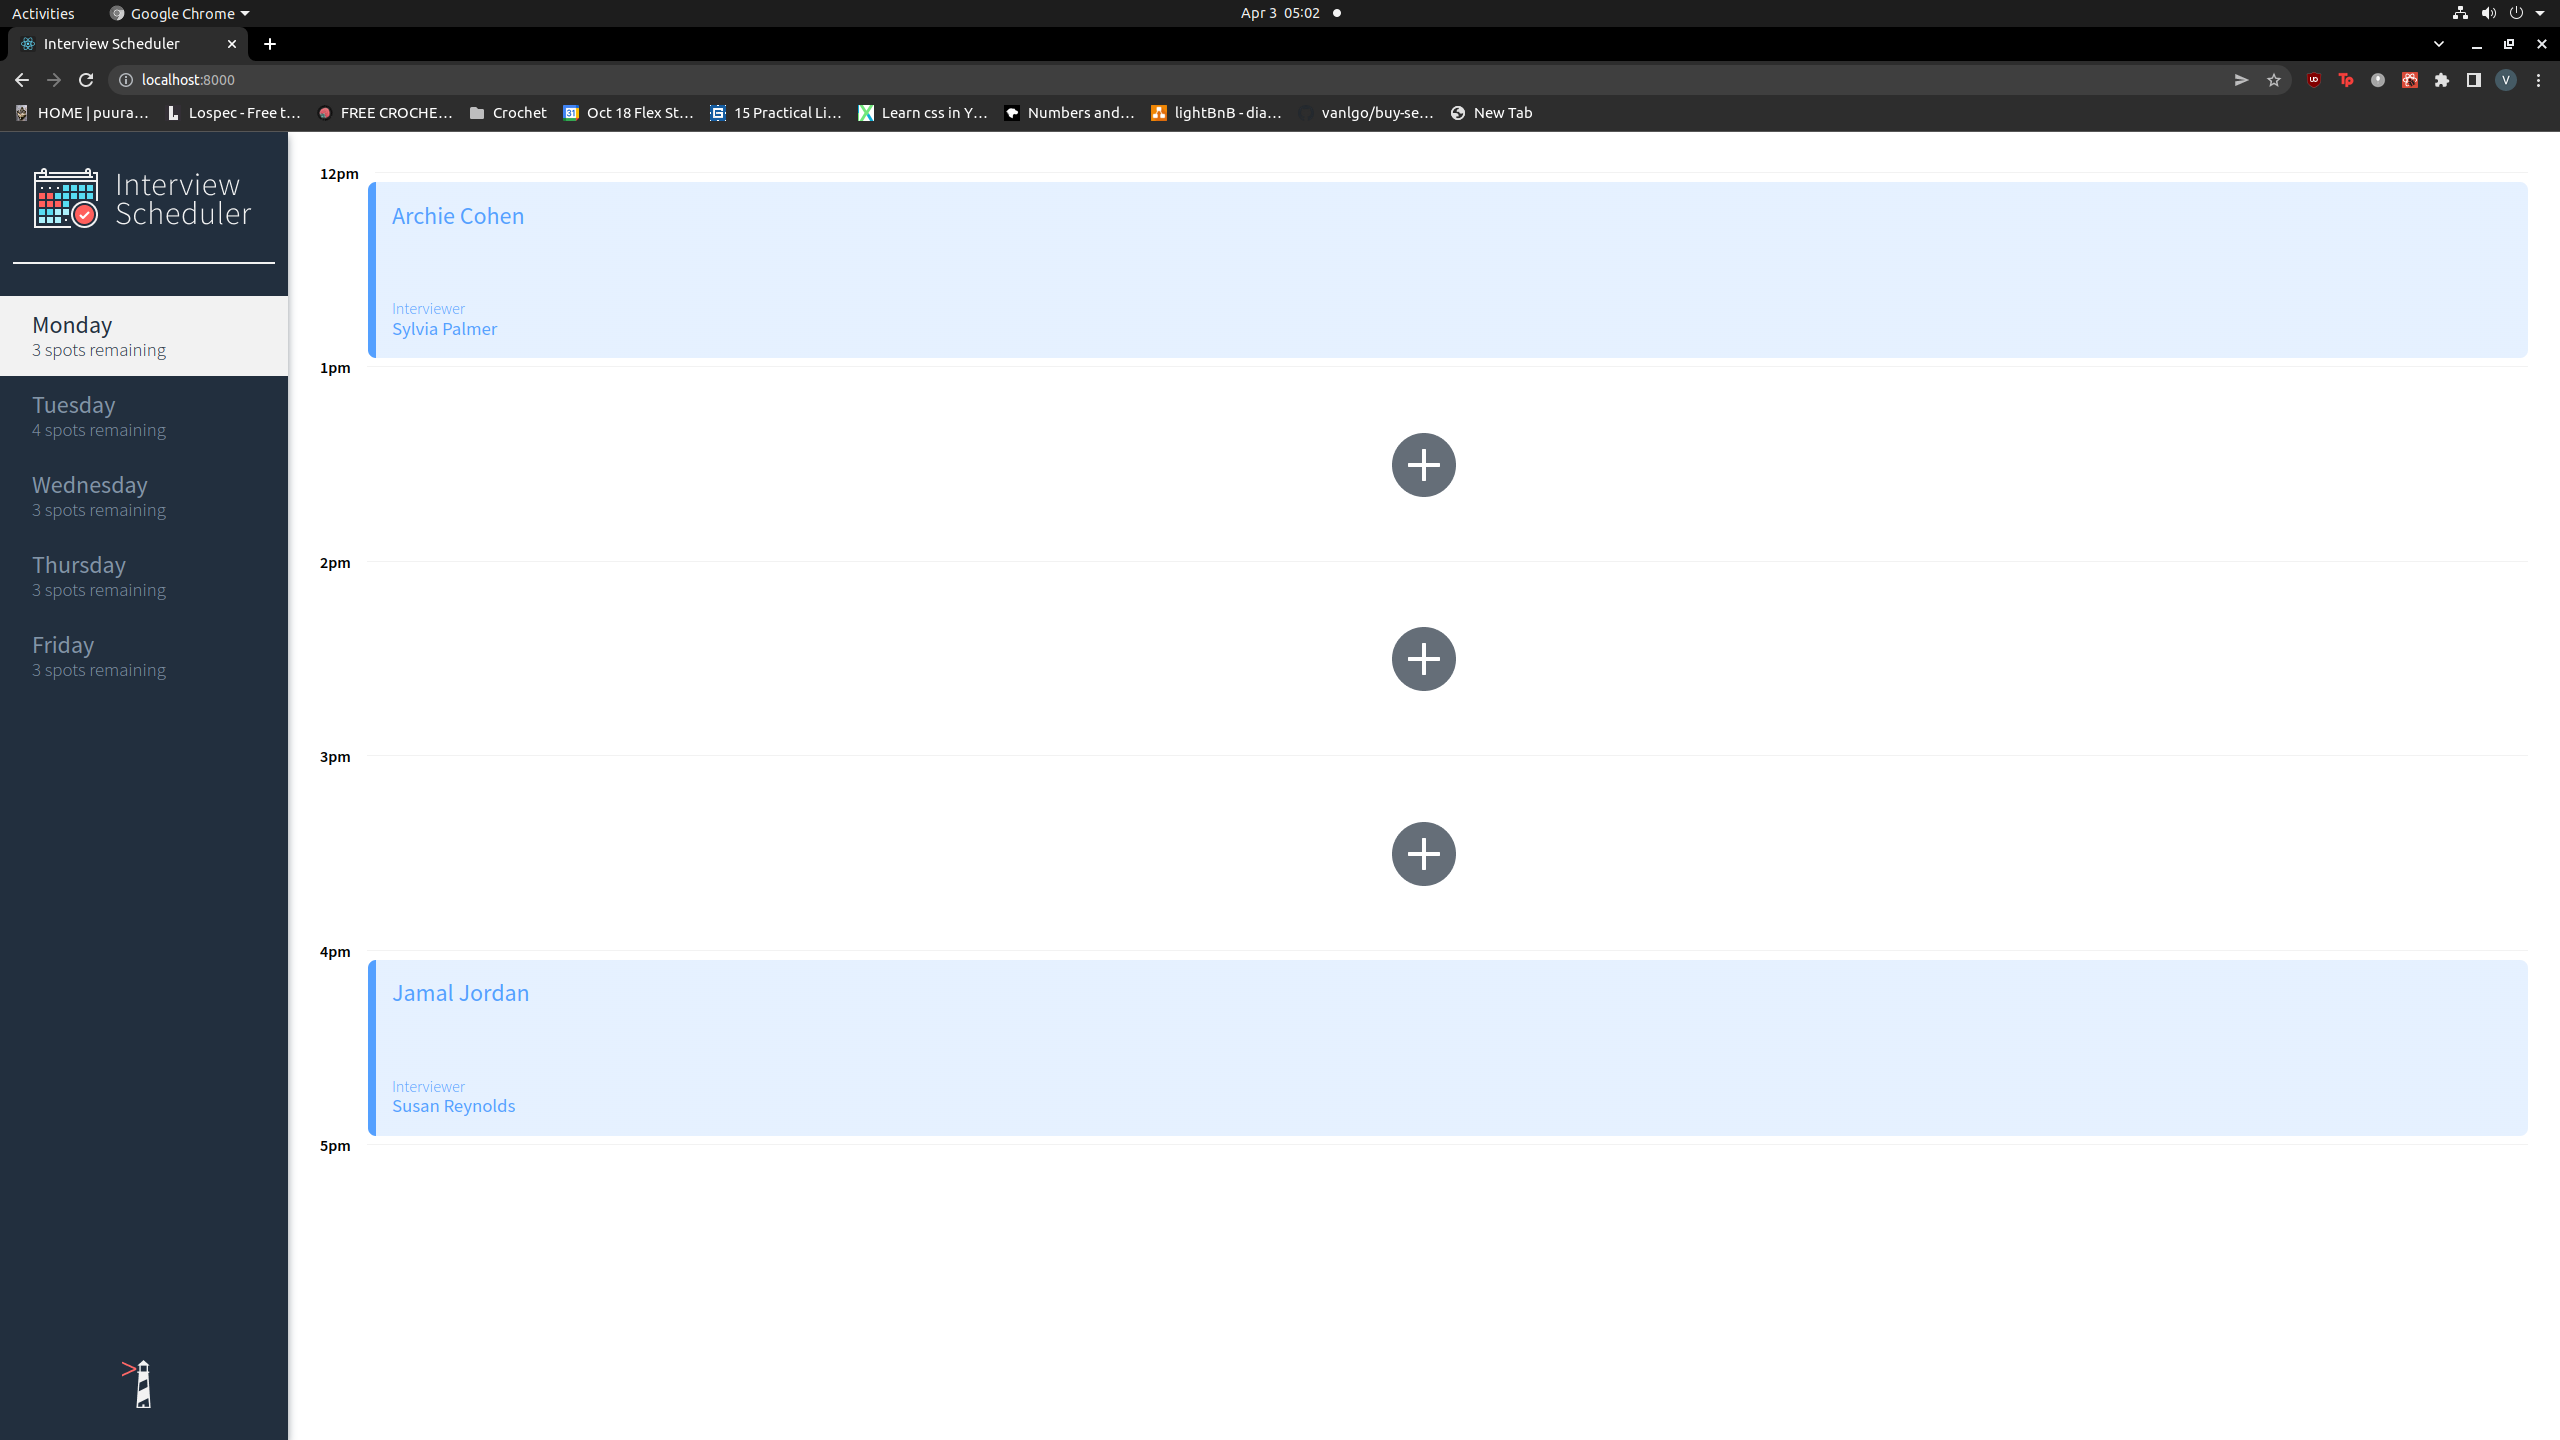 Activities
Google Chrome
Apr 3 05:02
Interview Scheduler
localhost:8000
HOME | puura...
Lospec - Free t...
FREE CROCHE...
Crochet
Oct 18 Flex St...
15 Practical Li...
Learn css in Y...
Numbers and...
lightBnB - dia...
vanlgo/buy-se...
New Tab
V
Interview
Scheduler
Monday
3 spots remaining
Tuesday
4 spots remaining
Wednesday
3 spots remaining
Thursday
3 spots remaining
Friday
3 spots remaining
12pm
Archie Cohen
Interviewer
Sylvia Palmer
1pm
2pm
3pm
4pm
Jamal Jordan
Interviewer
Susan Reynolds
5pm